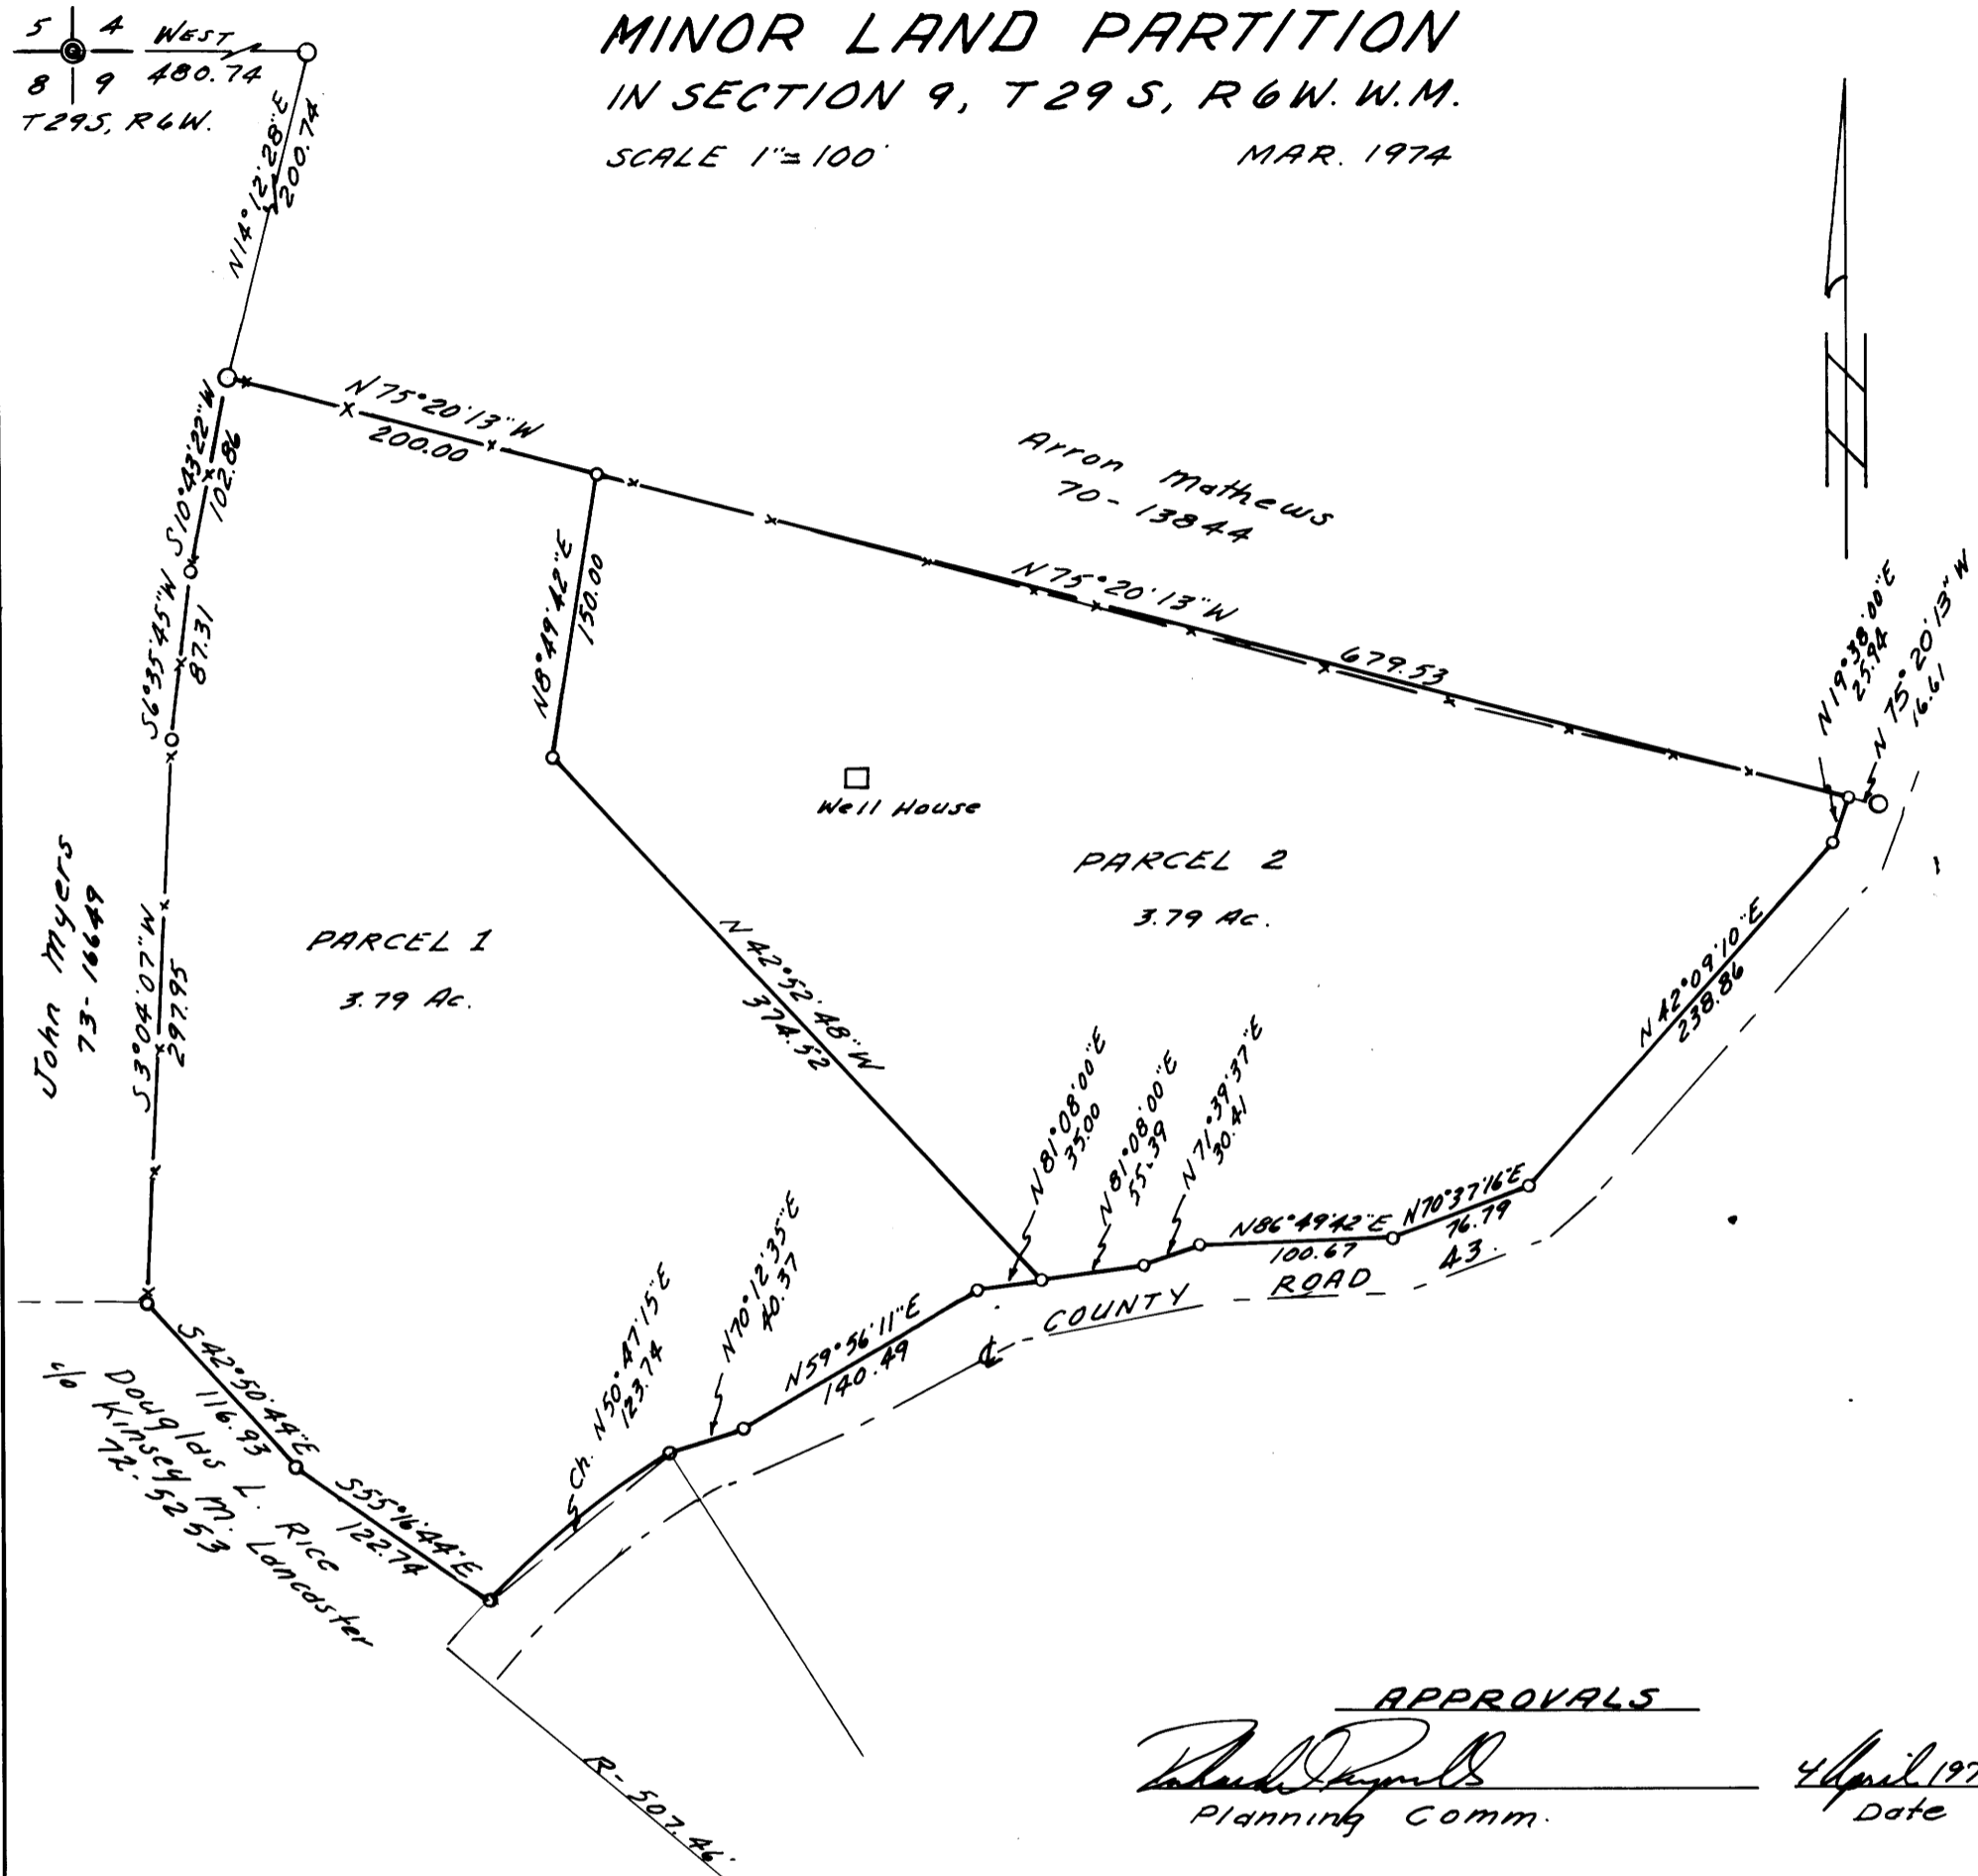 MINOR LAND PARTITION
IN SECTION 9, T29S, R6W. W.M.
SCALE 1"=100'
MAR. 1974
5 4
8 9
T29S, R6W.
WEST
480.74
N14°12'28"E
200.74
N75°20'13"W
200.00
S10°43'22"W
102.86
S6°35'45"W
87.31
N8°49'42"E
150.00
Arron Mathews
70-13844
N75°20'13"W
679.53
N19°38'00"E
25.94
N75°20'13"W
16.61
Well House
PARCEL 2
3.79 Ac.
PARCEL 1
3.79 Ac.
John Myers
73-16649
S3°04'07"W
297.95
N42°52'48"W
374.52
N42°09'10"E
238.86
N81°08'00"E
35.00
N81°08'00"E
55.39
N71°39'37"E
30.41
N86°49'42"E
100.67
N70°37'16"E
76.79
COUNTY ROAD 43
℄
N59°56'11"E
140.49
N70°12'35"E
40.37
Ch. N50°47'15"E
123.74
S42°50'44"E
116.93
S55°16'44"E
122.74
Douglas L. Rice
% Kinsey M. Lancaster
R- 507.46'
APPROVALS
Planning Comm.
4 April 197
Date